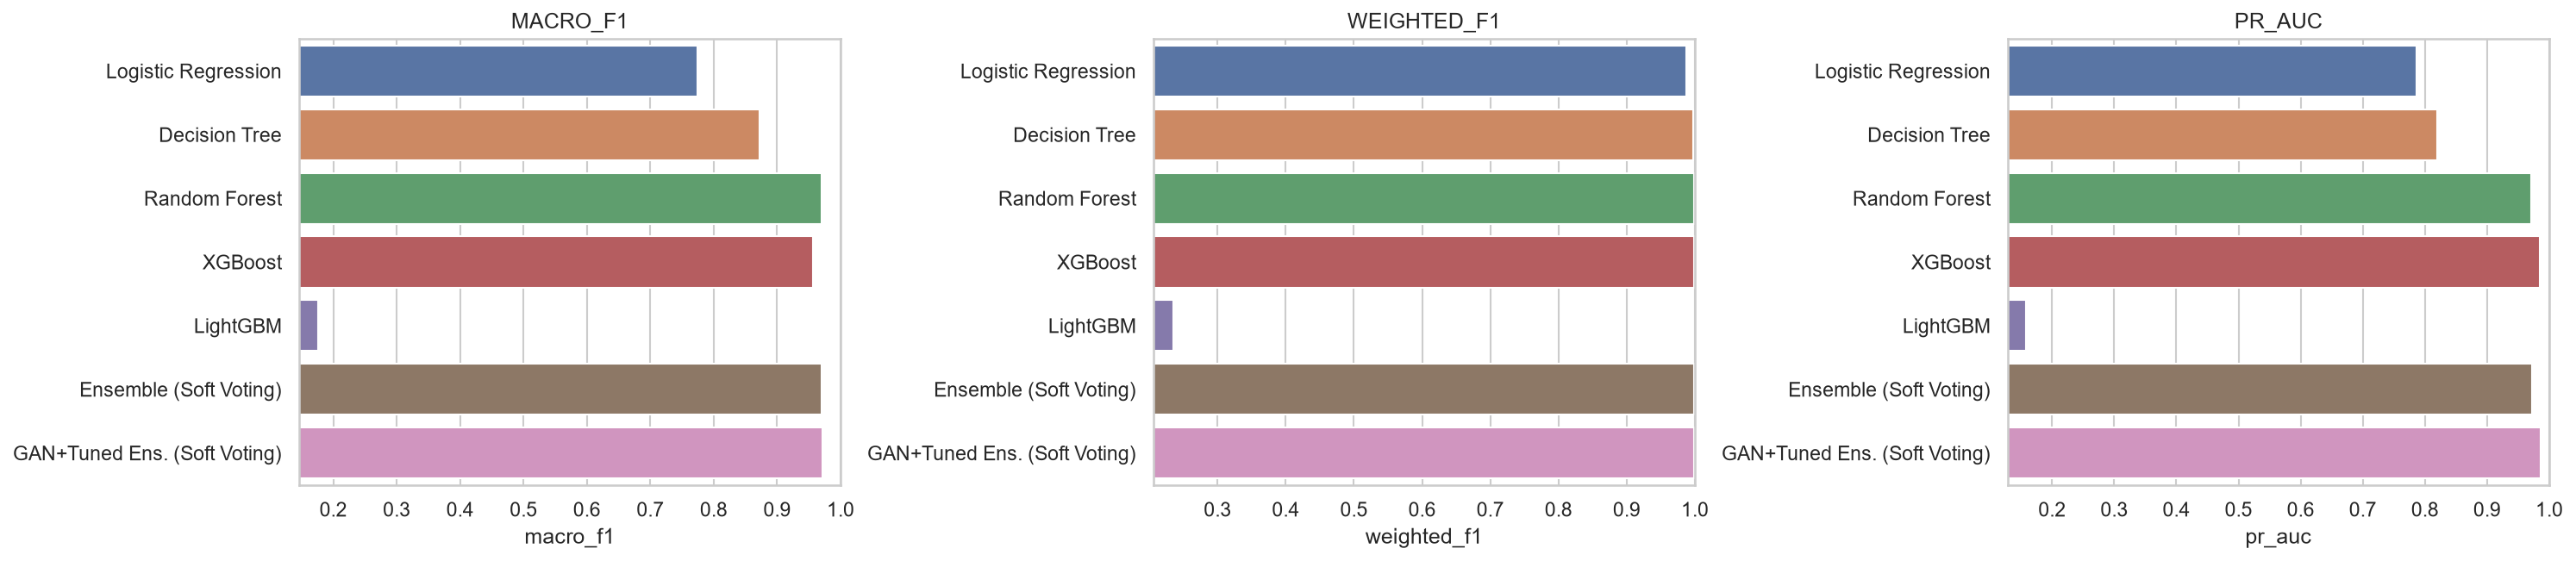 MACRO_F1
Logistic Regression
Decision Tree
Random Forest
XGBoost
LightGBM
Ensemble (Soft Voting)
GAN+Tuned Ens. (Soft Voting)
0.2 0.3 0.4 0.5 0.6 0.7 0.8 0.9 1.0
macro_f1
WEIGHTED_F1
Logistic Regression
Decision Tree
Random Forest
XGBoost
LightGBM
Ensemble (Soft Voting)
GAN+Tuned Ens. (Soft Voting)
0.3 0.4 0.5 0.6 0.7 0.8 0.9 1.0
weighted_f1
PR_AUC
Logistic Regression
Decision Tree
Random Forest
XGBoost
LightGBM
Ensemble (Soft Voting)
GAN+Tuned Ens. (Soft Voting)
0.2 0.3 0.4 0.5 0.6 0.7 0.8 0.9 1.0
pr_auc